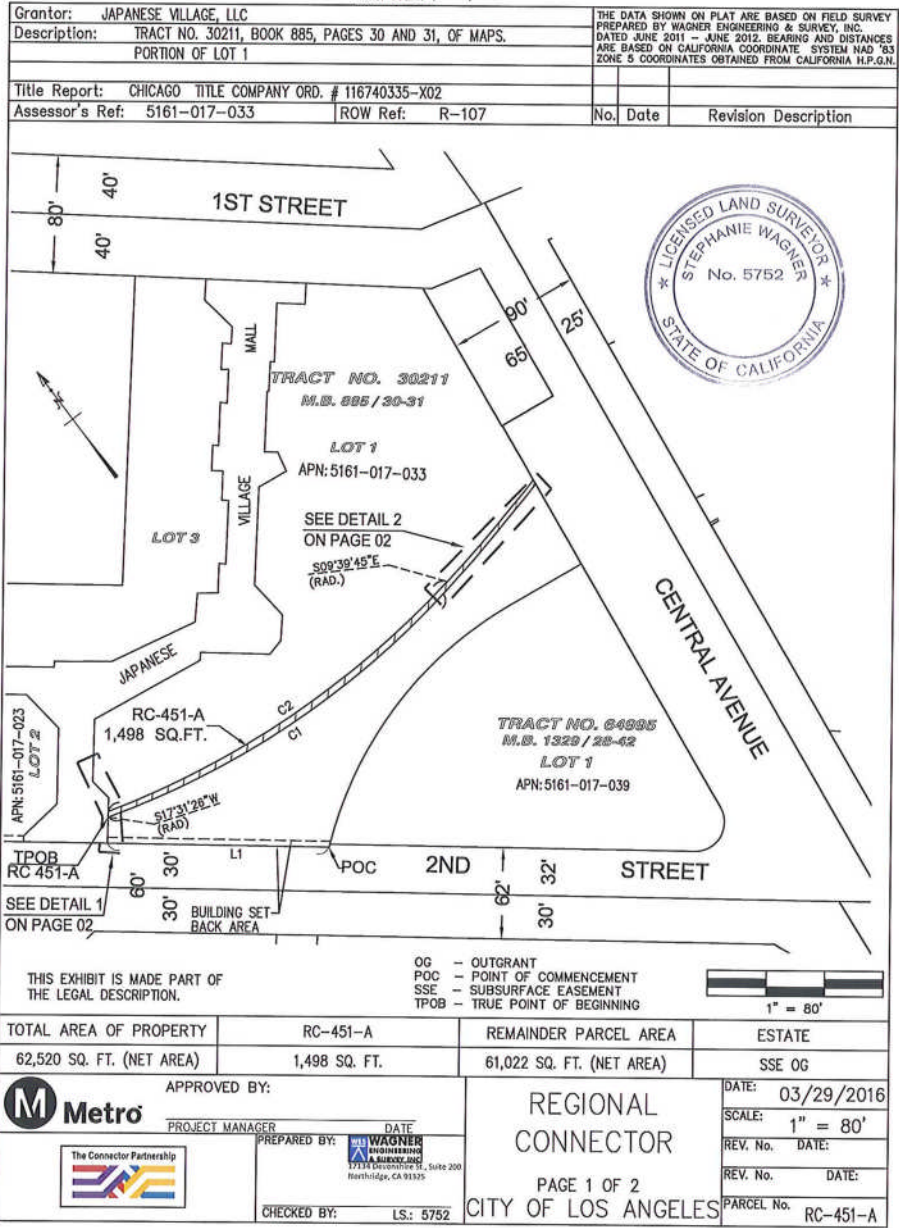 Grantor: JAPANESE VILLAGE, LLC
Description: TRACT NO. 30211, BOOK 885, PAGES 30 AND 31, OF MAPS.
PORTION OF LOT 1
THE DATA SHOWN ON PLAT ARE BASED ON FIELD SURVEY
PREPARED BY WAGNER ENGINEERING & SURVEY, INC.
DATED JUNE 2011 – JUNE 2012. BEARING AND DISTANCES
ARE BASED ON CALIFORNIA COORDINATE SYSTEM NAD '83
ZONE 5 COORDINATES OBTAINED FROM CALIFORNIA H.P.G.N.
Title Report: CHICAGO TITLE COMPANY ORD. # 116740335-X02
Assessor's Ref: 5161-017-033 ROW Ref: R-107
No. Date Revision Description
80'
40'
40'
1ST STREET
LICENSED LAND SURVEYOR
STEPHANIE WAGNER
No. 5752
STATE OF CALIFORNIA
90'
65'
25'
MALL
TRACT NO. 30211
M.B. 885 / 30-31
N
LOT 1
APN: 5161-017-033
VILLAGE
SEE DETAIL 2
ON PAGE 02
LOT 3
S09°39'45"E
(RAD.)
CENTRAL AVENUE
JAPANESE
C2
C1
RC-451-A
1,498 SQ.FT.
APN: 5161-017-023
LOT 2
TRACT NO. 64995
M.B. 1329 / 28-42
LOT 1
APN: 5161-017-039
S17°31'26"W
(RAD)
TPOB
RC 451-A
L1
POC
2ND
STREET
60'
30'
30'
62'
32'
30'
SEE DETAIL 1
ON PAGE 02
BUILDING SET
BACK AREA
THIS EXHIBIT IS MADE PART OF
THE LEGAL DESCRIPTION.
OG – OUTGRANT
POC – POINT OF COMMENCEMENT
SSE – SUBSURFACE EASEMENT
TPOB – TRUE POINT OF BEGINNING
1" = 80'
TOTAL AREA OF PROPERTY RC-451-A REMAINDER PARCEL AREA ESTATE
62,520 SQ. FT. (NET AREA) 1,498 SQ. FT. 61,022 SQ. FT. (NET AREA) SSE OG
M Metro
APPROVED BY:
PROJECT MANAGER DATE
The Connector Partnership
PREPARED BY:
WES WAGNER
ENGINEERING
& SURVEY, INC
17134 Devonshire St., Suite 200
Northridge, CA 91325
CHECKED BY: LS.: 5752
REGIONAL
CONNECTOR
PAGE 1 OF 2
CITY OF LOS ANGELES
DATE: 03/29/2016
SCALE: 1" = 80'
REV. No. DATE:
REV. No. DATE:
PARCEL No. RC-451-A